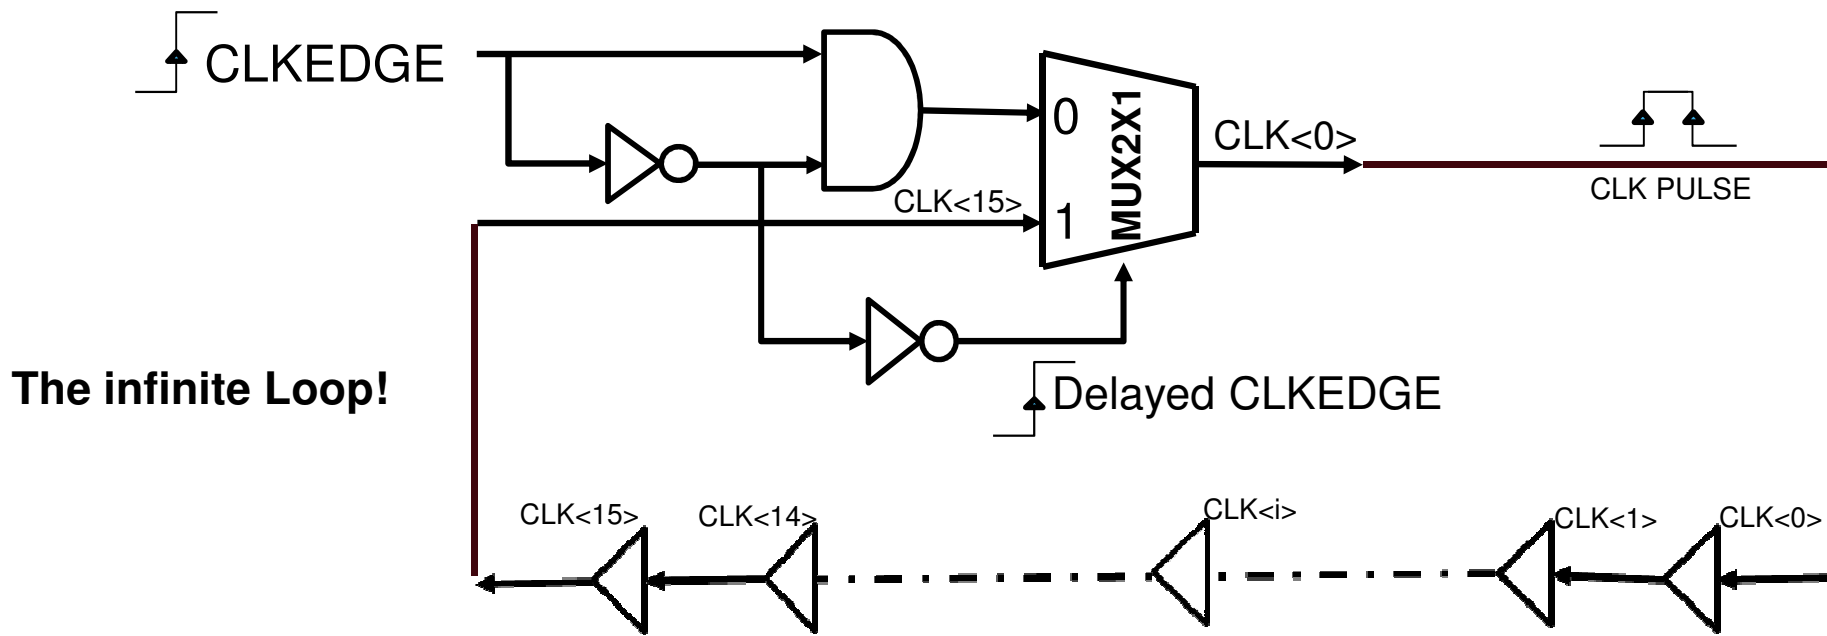 CLKEDGE
0
MUX2X1
CLK<0>
CLK PULSE
CLK<15>
1
The infinite Loop!
Delayed CLKEDGE
CLK<15>
CLK<14>
CLK<i>
CLK<1>
CLK<0>